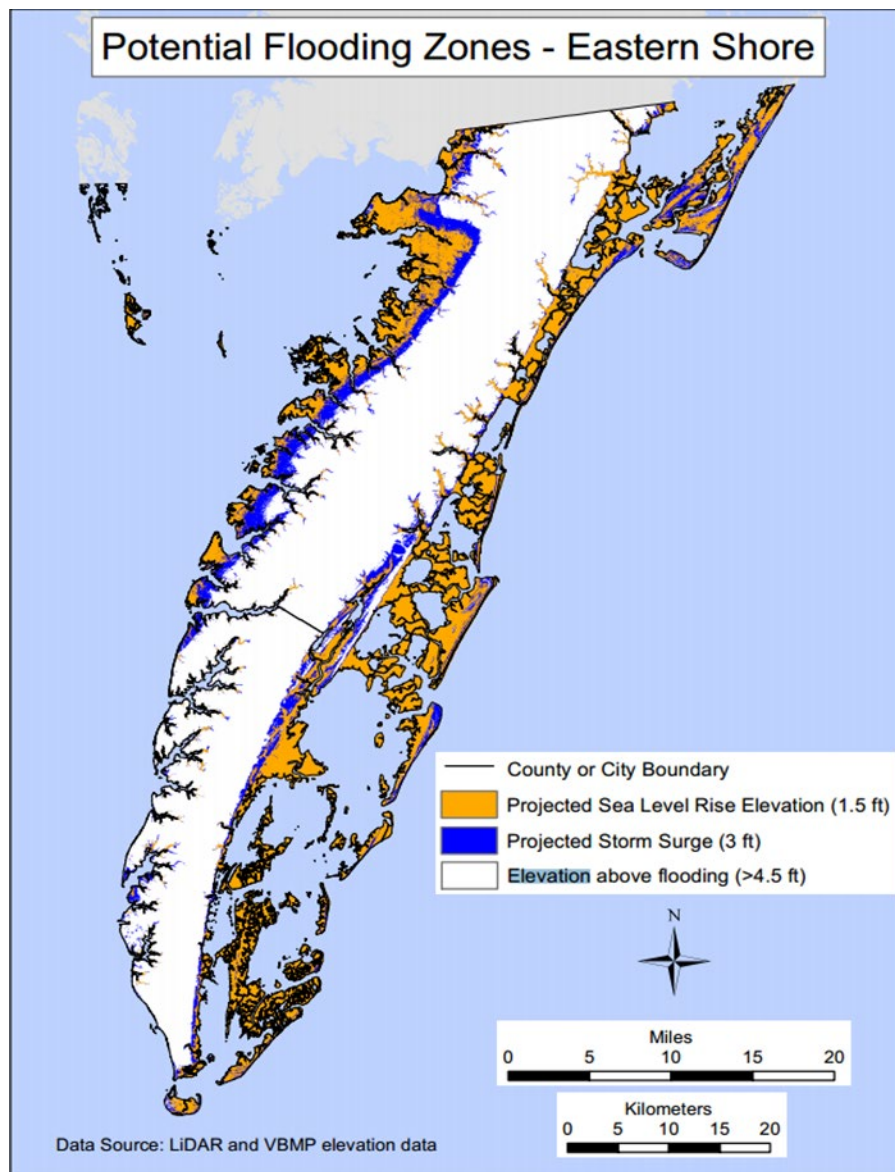 Potential Flooding Zones - Eastern Shore
County or City Boundary
Projected Sea Level Rise Elevation (1.5 ft)
Projected Storm Surge (3 ft)
Elevation above flooding (>4.5 ft)
N
Miles
0 5 10 15 20
Kilometers
0 5 10 15 20
Data Source: LiDAR and VBMP elevation data